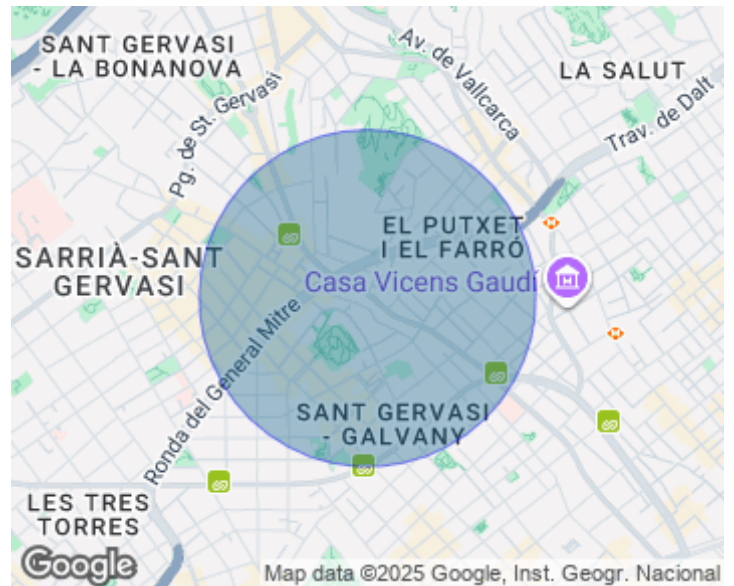 SANT GERVASI
- LA BONANOVA
Av. de Vallcarca
LA SALUT
Pg. de St. Gervasi
Trav. de Dalt
EL PUTXET
I EL FARRÓ
SARRIÀ-SANT
GERVASI
Casa Vicens Gaudí
Ronda del General Mitre
SANT GERVASI
- GALVANY
LES TRES
TORRES
Google
Map data ©2025 Google, Inst. Geogr. Nacional